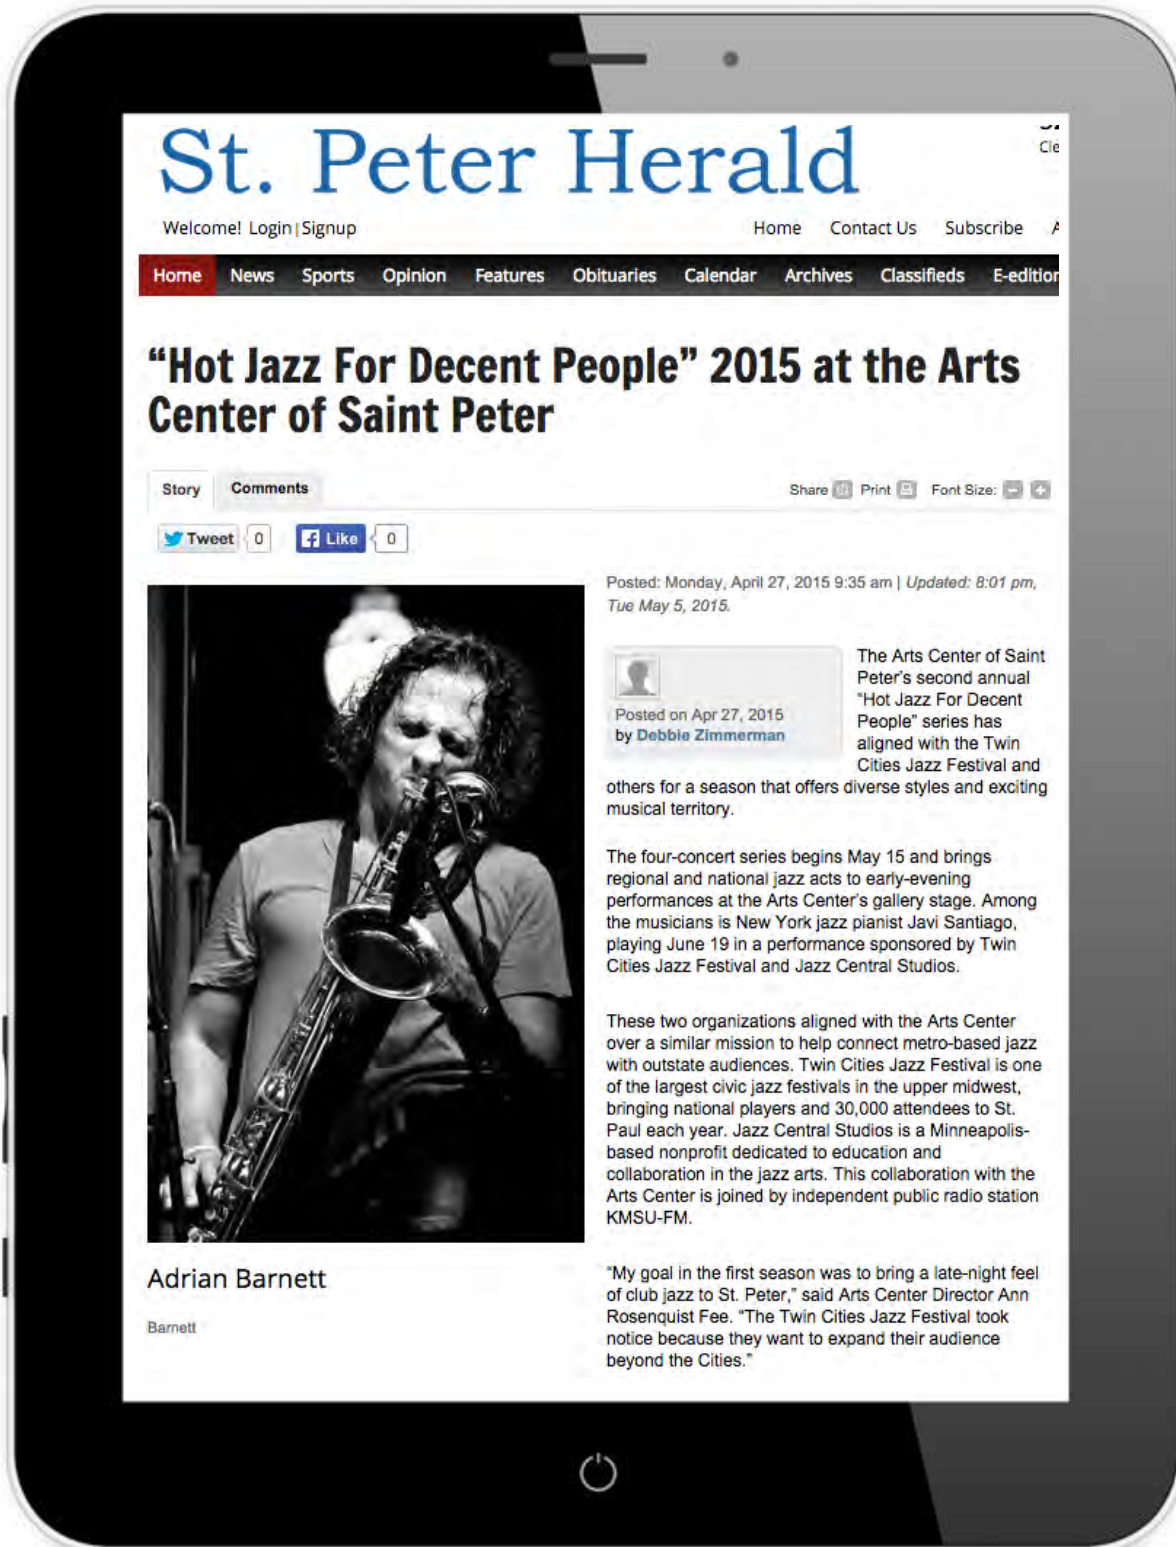 St. Peter Herald
Cle
Welcome! Login | Signup
Home Contact Us Subscribe A
Home News Sports Opinion Features Obituaries Calendar Archives Classifieds E-edition
“Hot Jazz For Decent People” 2015 at the Arts
Center of Saint Peter
Story Comments
Share Print Font Size:
Tweet 0 Like 0
Posted: Monday, April 27, 2015 9:35 am | Updated: 8:01 pm,
Tue May 5, 2015.
Posted on Apr 27, 2015
by Debbie Zimmerman
The Arts Center of Saint
Peter's second annual
"Hot Jazz For Decent
People" series has
aligned with the Twin
Cities Jazz Festival and
others for a season that offers diverse styles and exciting
musical territory.
The four-concert series begins May 15 and brings
regional and national jazz acts to early-evening
performances at the Arts Center's gallery stage. Among
the musicians is New York jazz pianist Javi Santiago,
playing June 19 in a performance sponsored by Twin
Cities Jazz Festival and Jazz Central Studios.
These two organizations aligned with the Arts Center
over a similar mission to help connect metro-based jazz
with outstate audiences. Twin Cities Jazz Festival is one
of the largest civic jazz festivals in the upper midwest,
bringing national players and 30,000 attendees to St.
Paul each year. Jazz Central Studios is a Minneapolis-
based nonprofit dedicated to education and
collaboration in the jazz arts. This collaboration with the
Arts Center is joined by independent public radio station
KMSU-FM.
"My goal in the first season was to bring a late-night feel
of club jazz to St. Peter," said Arts Center Director Ann
Rosenquist Fee. "The Twin Cities Jazz Festival took
notice because they want to expand their audience
beyond the Cities."
Adrian Barnett
Barnett